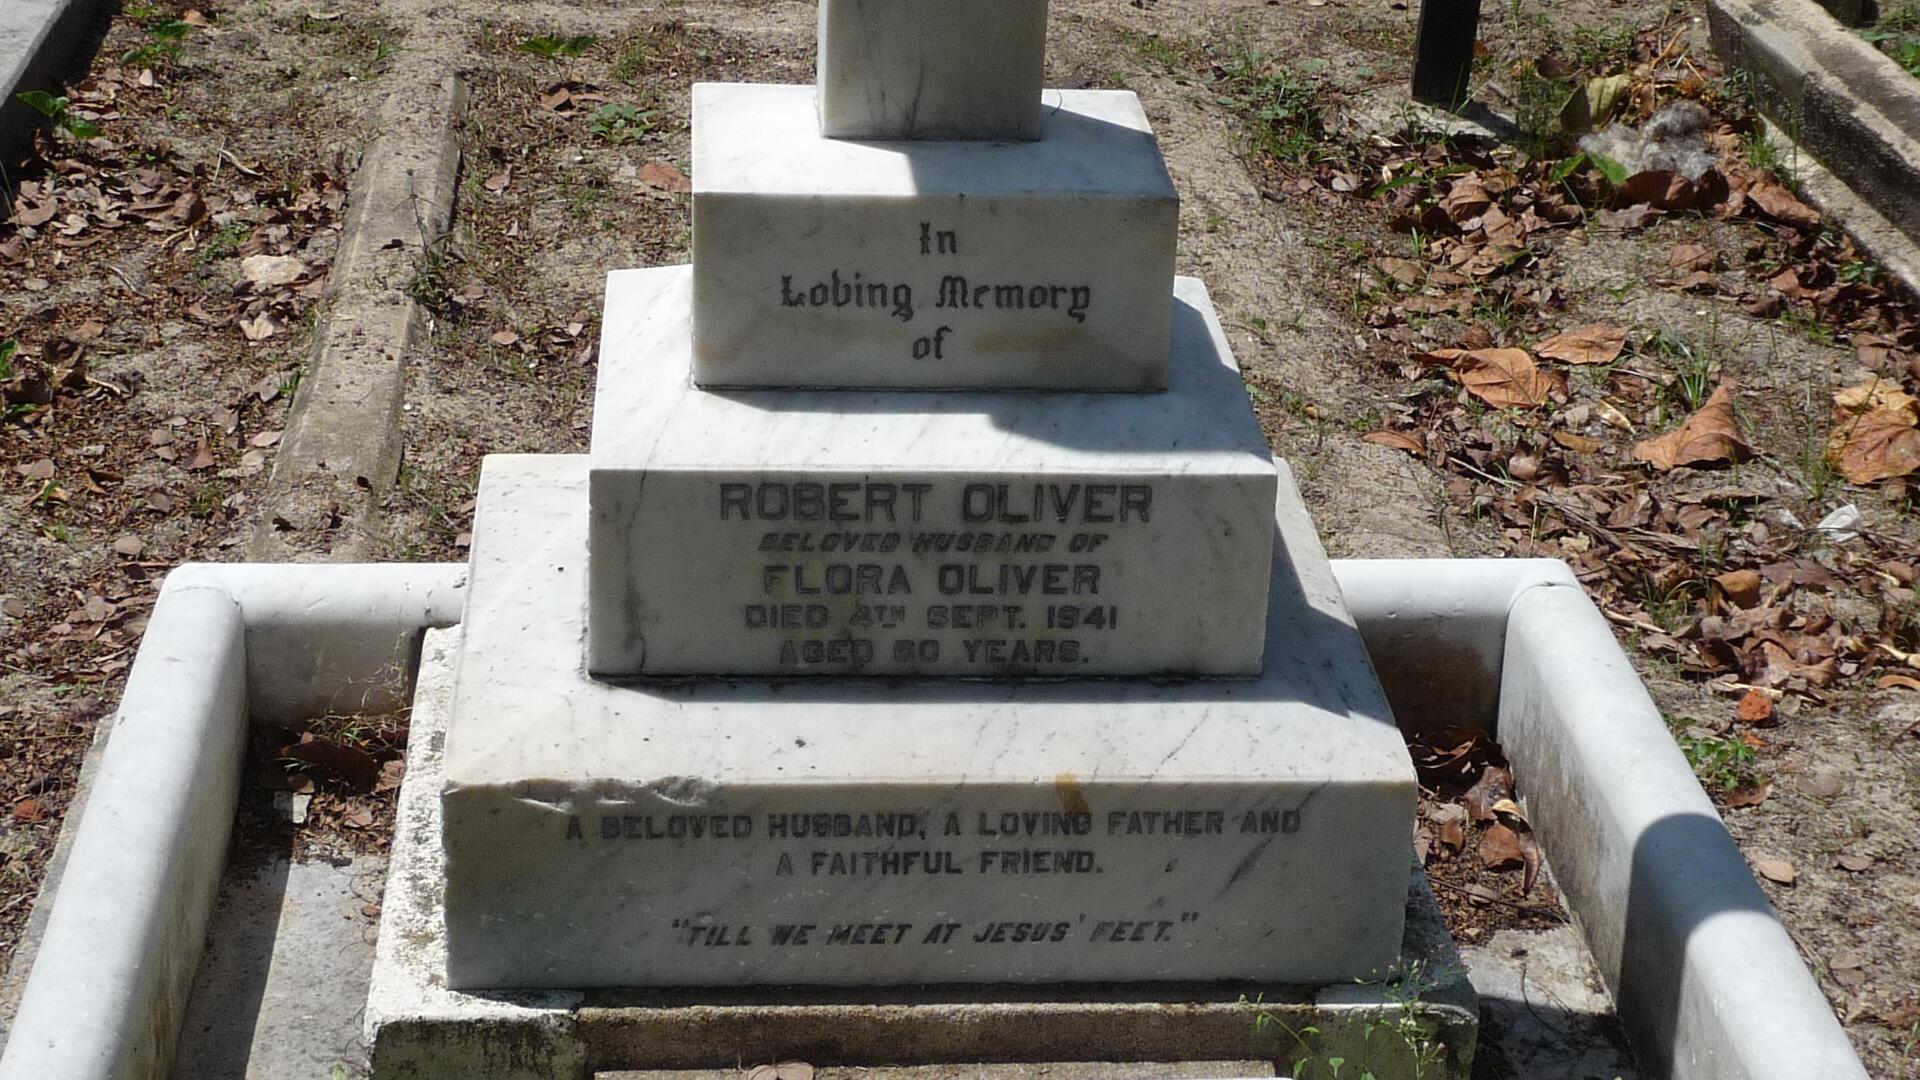 In
Loving Memory
of
ROBERT OLIVER
BELOVED HUSBAND OF
FLORA OLIVER
DIED 4TH SEPT. 1941
AGED 60 YEARS.
A BELOVED HUSBAND, A LOVING FATHER AND
A FAITHFUL FRIEND.
"TILL WE MEET AT JESUS' FEET."